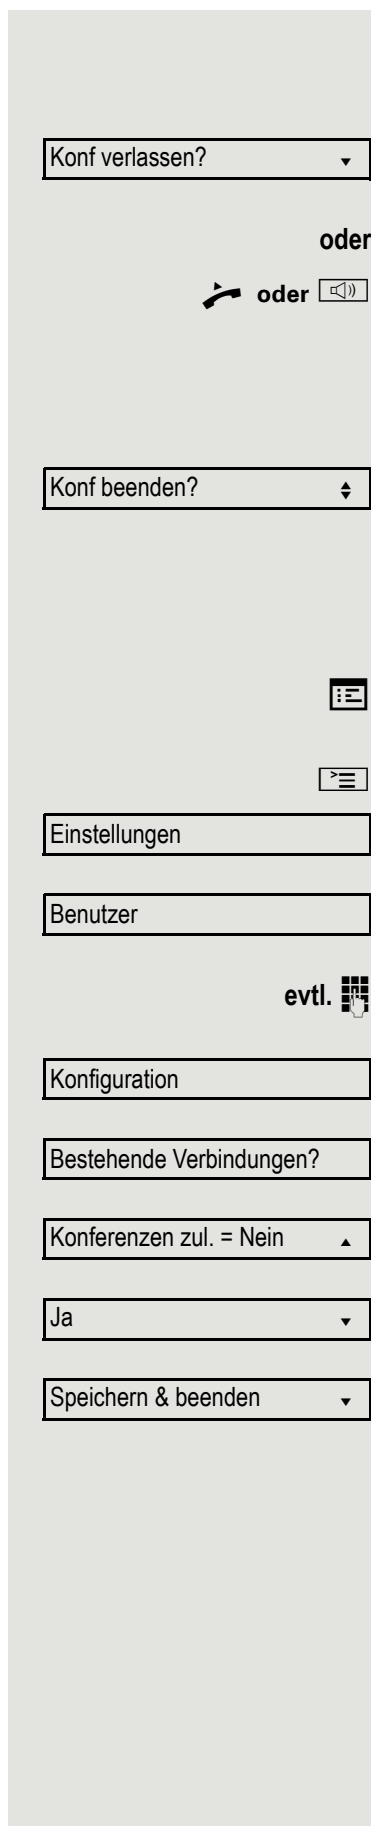 Konf verlassen?
oder
oder
Konf beenden?
Einstellungen
Benutzer
evtl.
Konfiguration
Bestehende Verbindungen?
Konferenzen zul. = Nein
Ja
Speichern & beenden